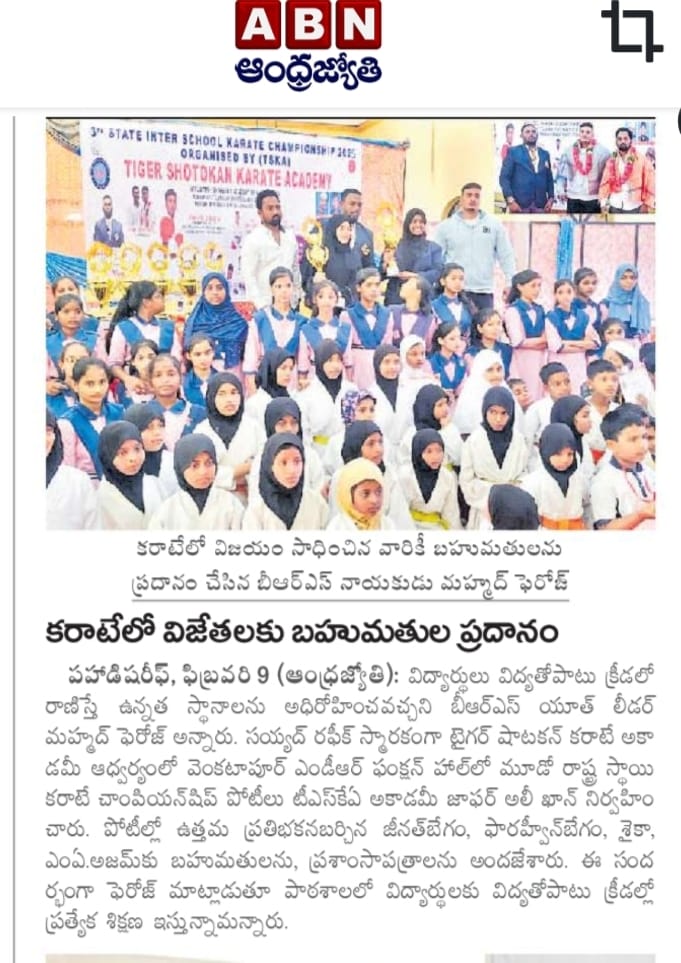 ABN
ఆంధ్రజ్యోతి
3RD STATE INTER SCHOOL KARATE CHAMPIONSHIP 2025
ORGANISED BY (TSKA)
TIGER SHOTOKAN KARATE ACADEMY
కరాటేలో విజయం సాధించిన వారికీ బహుమతులను
ప్రదానం చేసిన బీఆర్ఎస్ నాయకుడు మహ్మద్ ఫెరోజ్
కరాటేలో విజేతలకు బహుమతుల ప్రదానం
పహాడిషరీఫ్, ఫిబ్రవరి 9 (ఆంధ్రజ్యోతి): విద్యార్థులు విద్యతోపాటు క్రీడలో
రాణిస్తే ఉన్నత స్థానాలను అధిరోహించవచ్చని బీఆర్ఎస్ యూత్ లీడర్
మహ్మద్ ఫెరోజ్ అన్నారు. సయ్యద్ రఫీక్ స్మారకంగా టైగర్ షాటకన్ కరాటే అకా
డమీ ఆధ్వర్యంలో వెంకటాపూర్ ఎండీఆర్ ఫంక్షన్ హాల్‌లో మూడో రాష్ట్ర స్థాయి
కరాటే చాంపియన్‌షిప్ పోటీలు టీఎస్‌కేఏ అకాడమీ జాఫర్ అలీ ఖాన్ నిర్వహిం
చారు. పోటీల్లో ఉత్తమ ప్రతిభకనబర్చిన జీనత్‌బేగం, ఫారహ్వీన్‌బేగం, శైకా,
ఎంఏ.అజమ్‌కు బహుమతులను, ప్రశాంసాపత్రాలను అందజేశారు. ఈ సంద
ర్భంగా ఫెరోజ్ మాట్లాడుతూ పాఠశాలలో విద్యార్థులకు విద్యతోపాటు క్రీడల్లో
ప్రత్యేక శిక్షణ ఇస్తున్నామన్నారు.